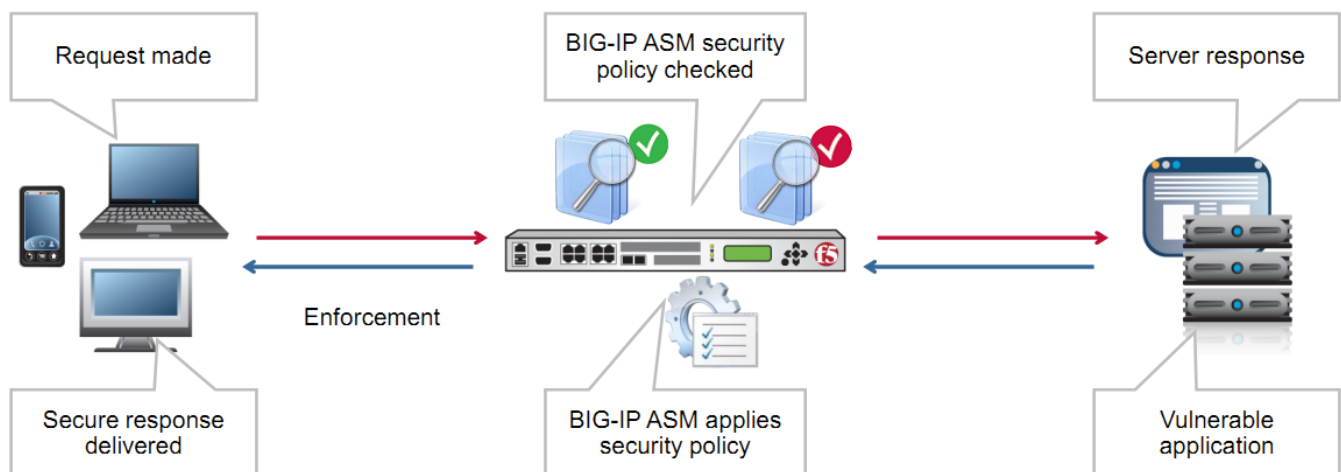 Request made
BIG-IP ASM security
policy checked
Server response
f5
Enforcement
Secure response
delivered
BIG-IP ASM applies
security policy
Vulnerable
application